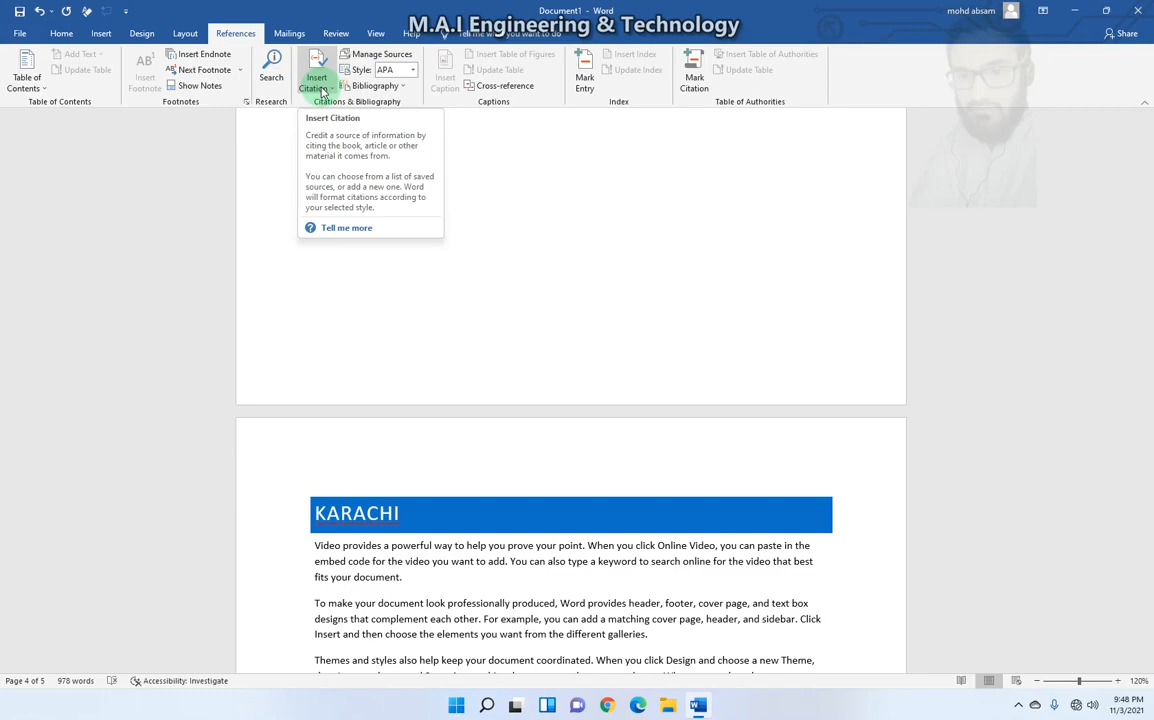 Document1 - Word
mohd absam
M.A.I Engineering & Technology
File Home Insert Design Layout References Mailings Review View Help Tell me what you want to do
Share
Table of Contents
Add Text
Update Table
Table of Contents
AB1
Insert Footnote
Insert Endnote
Next Footnote
Show Notes
Footnotes
Search
Research
Insert Citation
Manage Sources
Style: APA
Bibliography
Citations & Bibliography
Insert Caption
Insert Table of Figures
Update Table
Cross-reference
Captions
Mark Entry
Insert Index
Update Index
Index
Mark Citation
Insert Table of Authorities
Update Table
Table of Authorities
Insert Citation
Credit a source of information by
citing the book, article or other
material it comes from.
You can choose from a list of saved
sources, or add a new one. Word
will format citations according to
your selected style.
Tell me more
KARACHI
Video provides a powerful way to help you prove your point. When you click Online Video, you can paste in the
embed code for the video you want to add. You can also type a keyword to search online for the video that best
fits your document.
To make your document look professionally produced, Word provides header, footer, cover page, and text box
designs that complement each other. For example, you can add a matching cover page, header, and sidebar. Click
Insert and then choose the elements you want from the different galleries.
Themes and styles also help keep your document coordinated. When you click Design and choose a new Theme,
Page 4 of 5 978 words Accessibility: Investigate 120%
9:48 PM
11/3/2021